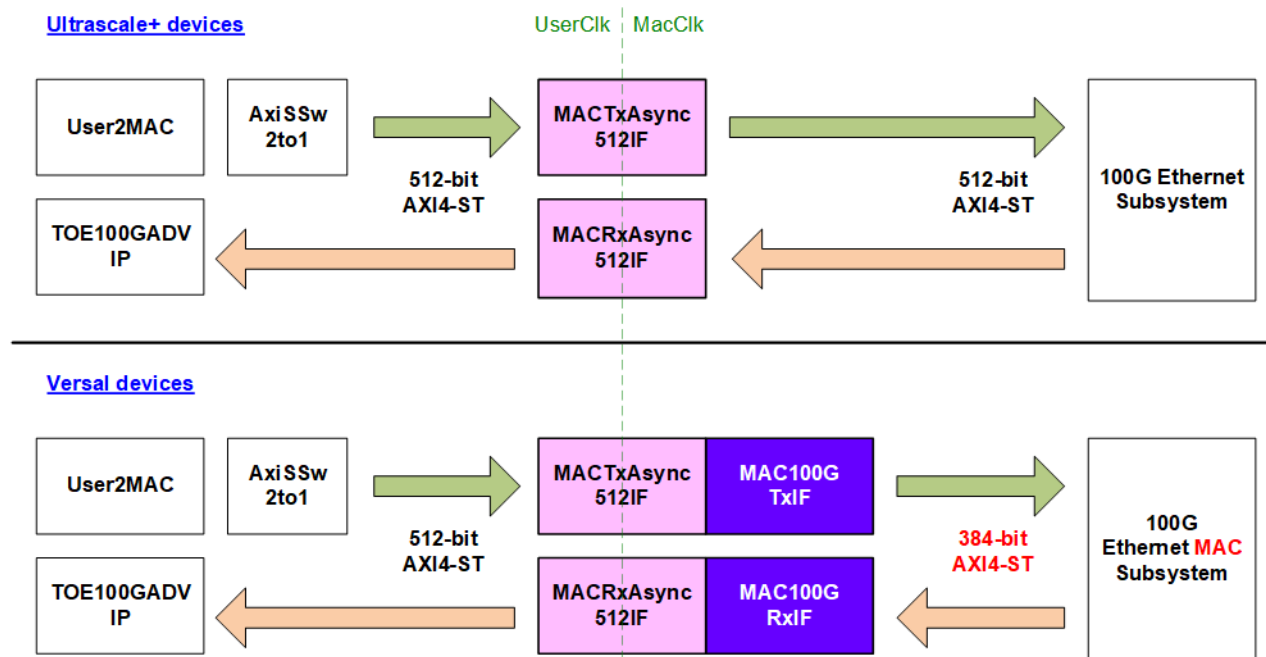 Ultrascale+ devices
UserClk
MacClk
User2MAC
AxiSSw
2to1
MACTxAsync
512IF
512-bit
AXI4-ST
512-bit
AXI4-ST
100G Ethernet
Subsystem
TOE100GADV
IP
MACRxAsync
512IF
Versal devices
User2MAC
AxiSSw
2to1
MACTxAsync
512IF
MAC100G
TxIF
512-bit
AXI4-ST
384-bit
AXI4-ST
100G
Ethernet MAC
Subsystem
TOE100GADV
IP
MACRxAsync
512IF
MAC100G
RxIF